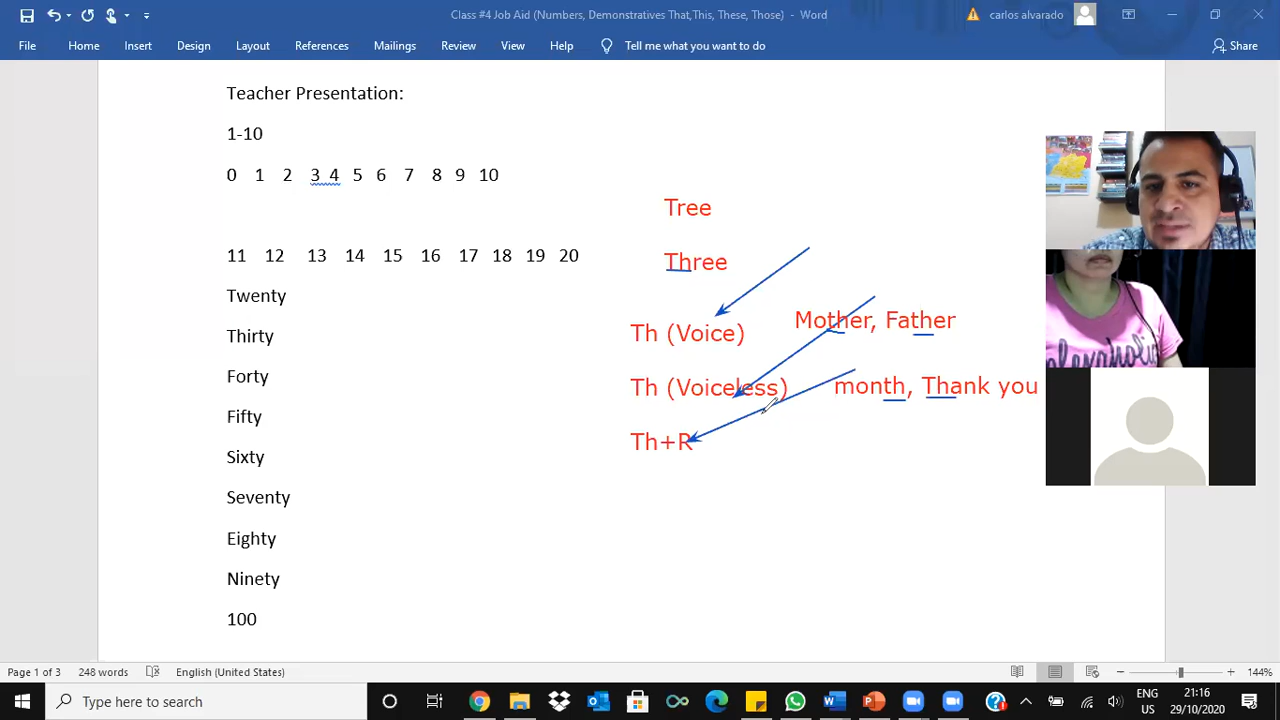 Class #4 Job Aid (Numbers, Demonstratives That,This, These, Those) - Word
carlos alvarado
File Home Insert Design Layout References Mailings Review View Help Tell me what you want to do Share
Teacher Presentation:
1-10
0 1 2 3 4 5 6 7 8 9 10
Tree
11 12 13 14 15 16 17 18 19 20
Three
Twenty
Thirty
Th (Voice) Mother, Father
Forty
Th (Voiceless) month, Thank you
Fifty
Th+R
Sixty
Seventy
Eighty
Ninety
100
Page 1 of 3 248 words English (United States) 144%
Type here to search
ENG 21:16
US 29/10/2020